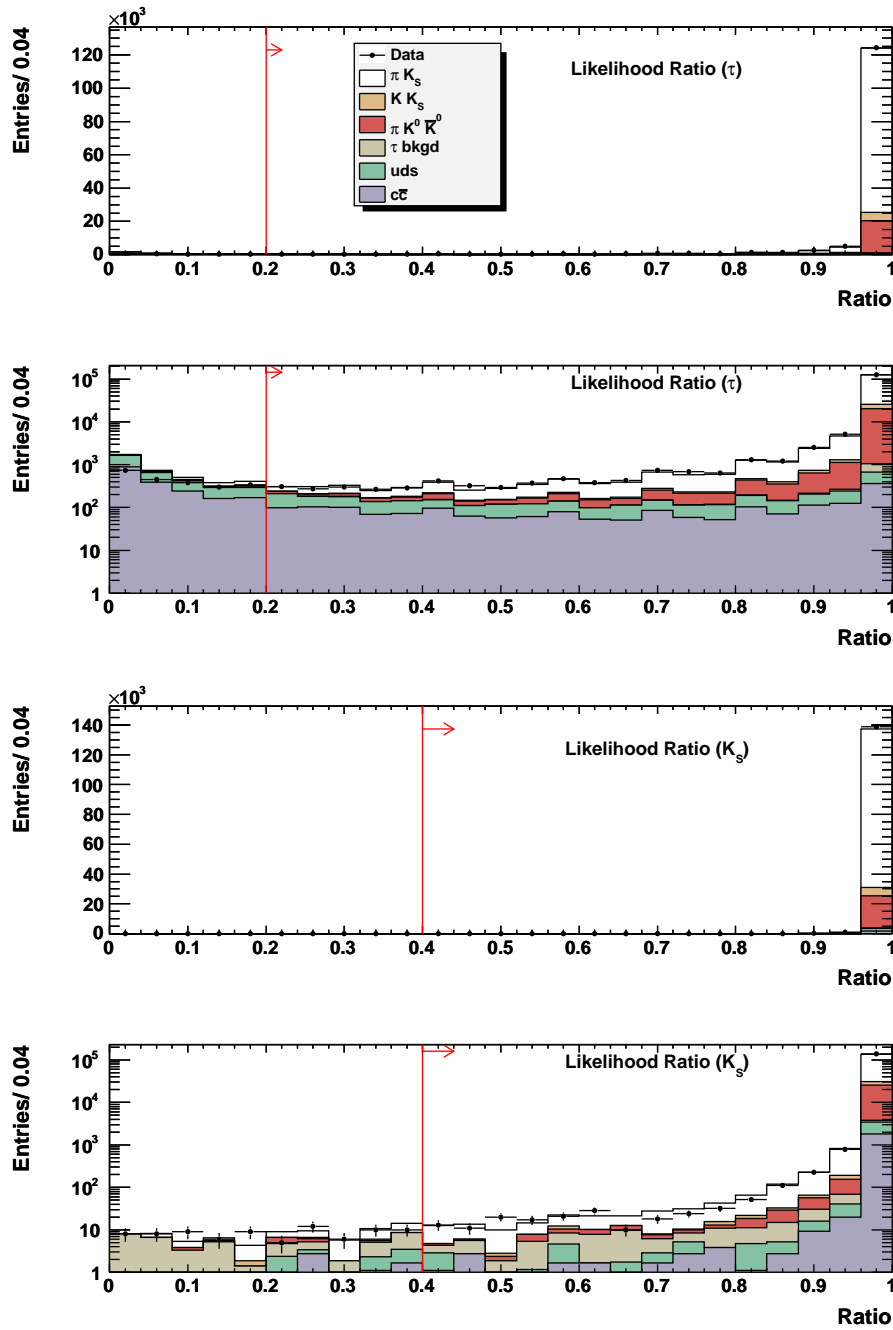 ×10³
120
100
80
60
40
20
0
Entries/ 0.04
Data
π K_S
K K_S
π K⁰ K̅⁰
τ bkgd
uds
cc̅
Likelihood Ratio (τ)
0 0.1 0.2 0.3 0.4 0.5 0.6 0.7 0.8 0.9 1
Ratio
10⁵
10⁴
10³
10²
10
1
Entries/ 0.04
Likelihood Ratio (τ)
0 0.1 0.2 0.3 0.4 0.5 0.6 0.7 0.8 0.9 1
Ratio
×10³
140
120
100
80
60
40
20
0
Entries/ 0.04
Likelihood Ratio (K_S)
0 0.1 0.2 0.3 0.4 0.5 0.6 0.7 0.8 0.9 1
Ratio
10⁵
10⁴
10³
10²
10
1
Entries/ 0.04
Likelihood Ratio (K_S)
0 0.1 0.2 0.3 0.4 0.5 0.6 0.7 0.8 0.9 1
Ratio